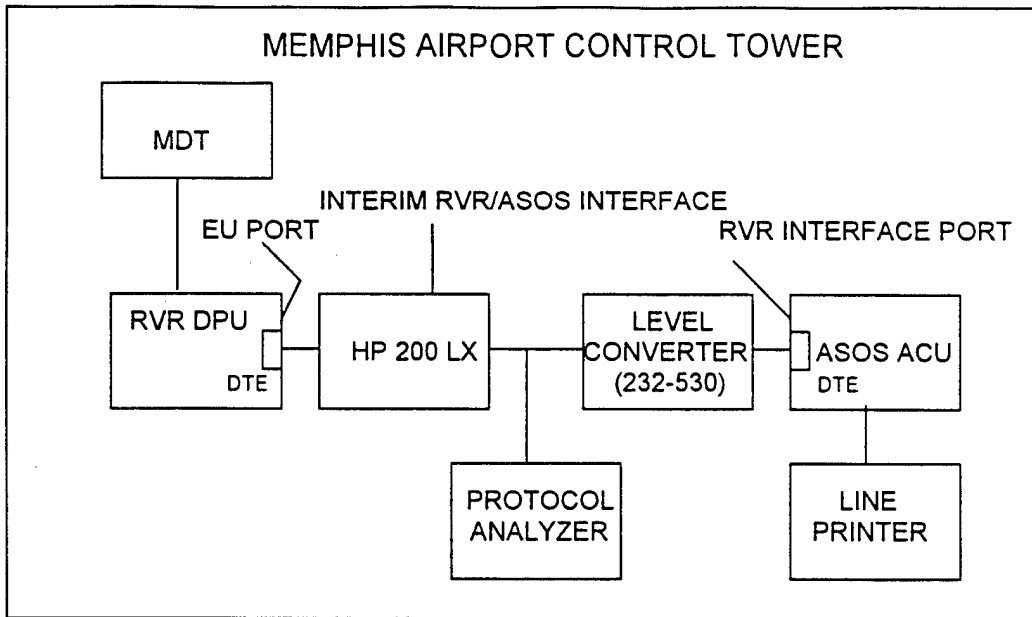 MEMPHIS AIRPORT CONTROL TOWER
MDT
INTERIM RVR/ASOS INTERFACE
EU PORT
RVR INTERFACE PORT
RVR DPU
DTE
HP 200 LX
LEVEL
CONVERTER
(232-530)
ASOS ACU
DTE
PROTOCOL
ANALYZER
LINE
PRINTER